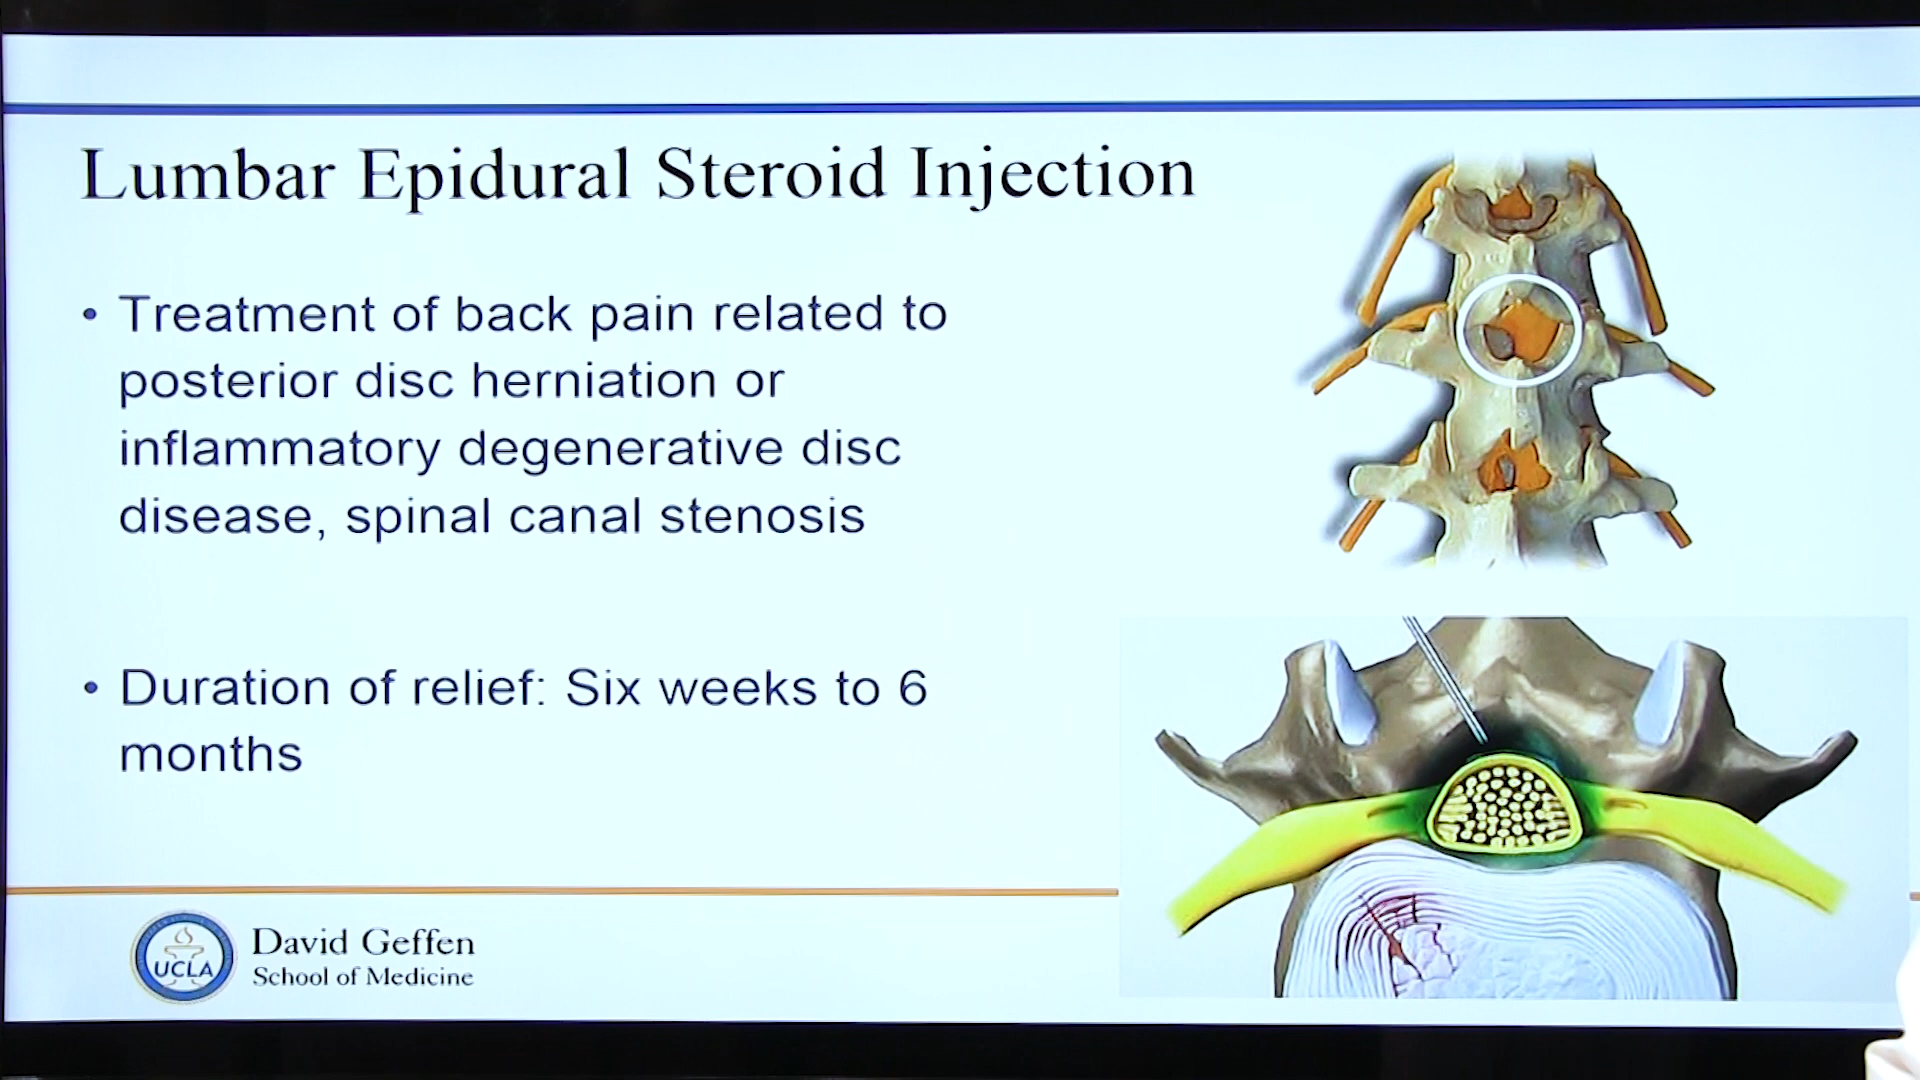 Lumbar Epidural Steroid Injection
• Treatment of back pain related to
posterior disc herniation or
inflammatory degenerative disc
disease, spinal canal stenosis
• Duration of relief: Six weeks to 6
months
UCLA
David Geffen
School of Medicine